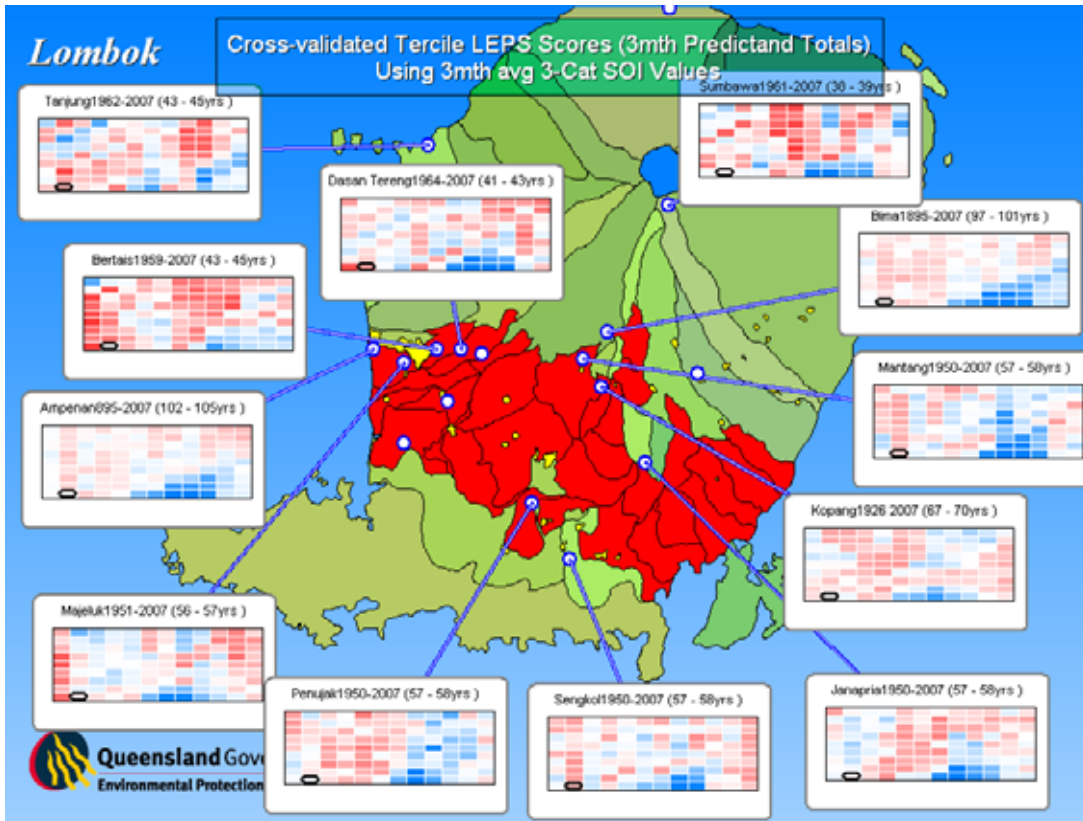 Lombok
Cross-validated Tercile LEPS Scores (3mth Predictand Totals)
Using 3mth avg 3-Cat SOI Values
Tanjung1962-2007 (43 - 45yrs )
Sumbawa1961-2007 (38 - 39yrs )
Dasan Tereng1964-2007 (41 - 43yrs )
Bima1895-2007 (97 - 101yrs )
Bertais1959-2007 (43 - 45yrs )
Mantang1950-2007 (57 - 58yrs )
Ampenan895-2007 (102 - 105yrs )
Kopang1926 2007 (67 - 70yrs )
Majeluk1951-2007 (56 - 57yrs )
Penujak1950-2007 (57 - 58yrs )
Sengkol1950-2007 (57 - 58yrs )
Janapria1950-2007 (57 - 58yrs )
Queensland Gove
Environmental Protection